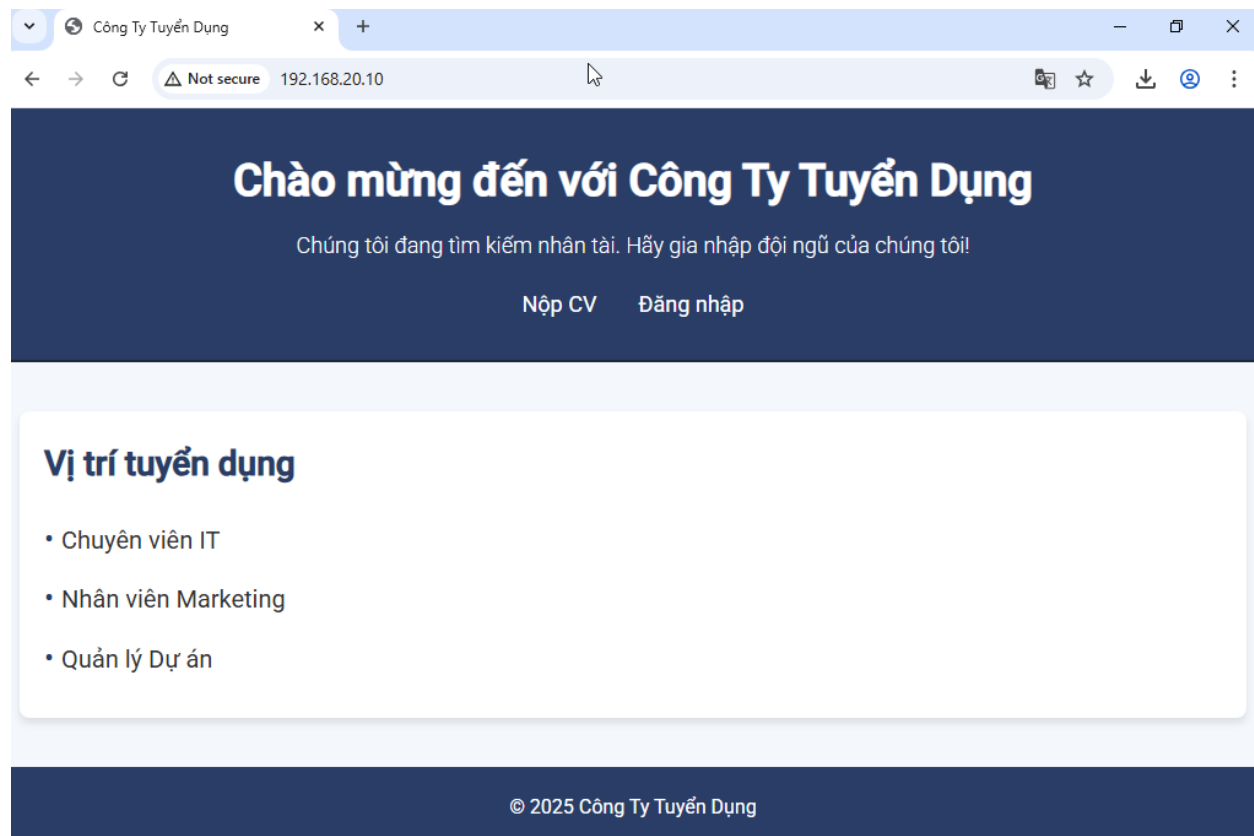 Công Ty Tuyển Dụng
Not secure 192.168.20.10
Chào mừng đến với Công Ty Tuyển Dụng
Chúng tôi đang tìm kiếm nhân tài. Hãy gia nhập đội ngũ của chúng tôi!
Nộp CV Đăng nhập
Vị trí tuyển dụng
• Chuyên viên IT
• Nhân viên Marketing
• Quản lý Dự án
© 2025 Công Ty Tuyển Dụng